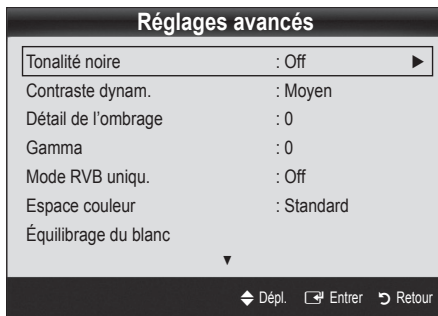 Réglages avancés
Tonalité noire : Off ►
Contraste dynam. : Moyen
Détail de l'ombrage : 0
Gamma : 0
Mode RVB uniqu. : Off
Espace couleur : Standard
Équilibrage du blanc
▼
Dépl. Entrer Retour